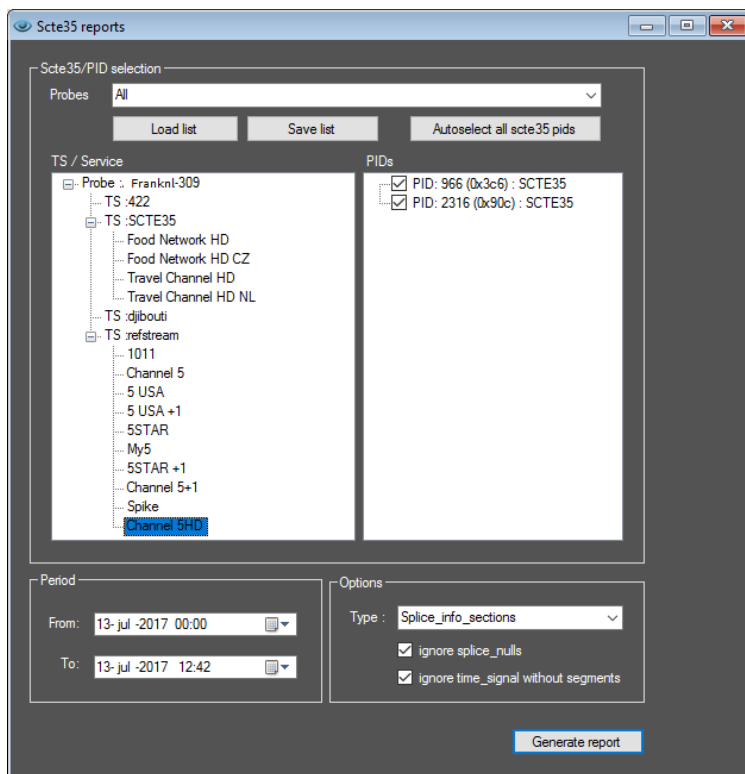 Scte35 reports
Scte35/PID selection
Probes All
Load list Save list Autoselect all scte35 pids
TS / Service
Probe :. Franknl-309
TS :422
TS :SCTE35
Food Network HD
Food Network HD CZ
Travel Channel HD
Travel Channel HD NL
TS :djibouti
TS :refstream
1011
Channel 5
5 USA
5 USA +1
5STAR
My5
5STAR +1
Channel 5+1
Spike
Channel 5HD
PIDs
PID: 966 (0x3c6) : SCTE35
PID: 2316 (0x90c) : SCTE35
Period
From: 13- jul -2017 00:00
To: 13-jul -2017 12:42
Options
Type : Splice_info_sections
ignore splice_nulls
ignore time_signal without segments
Generate report